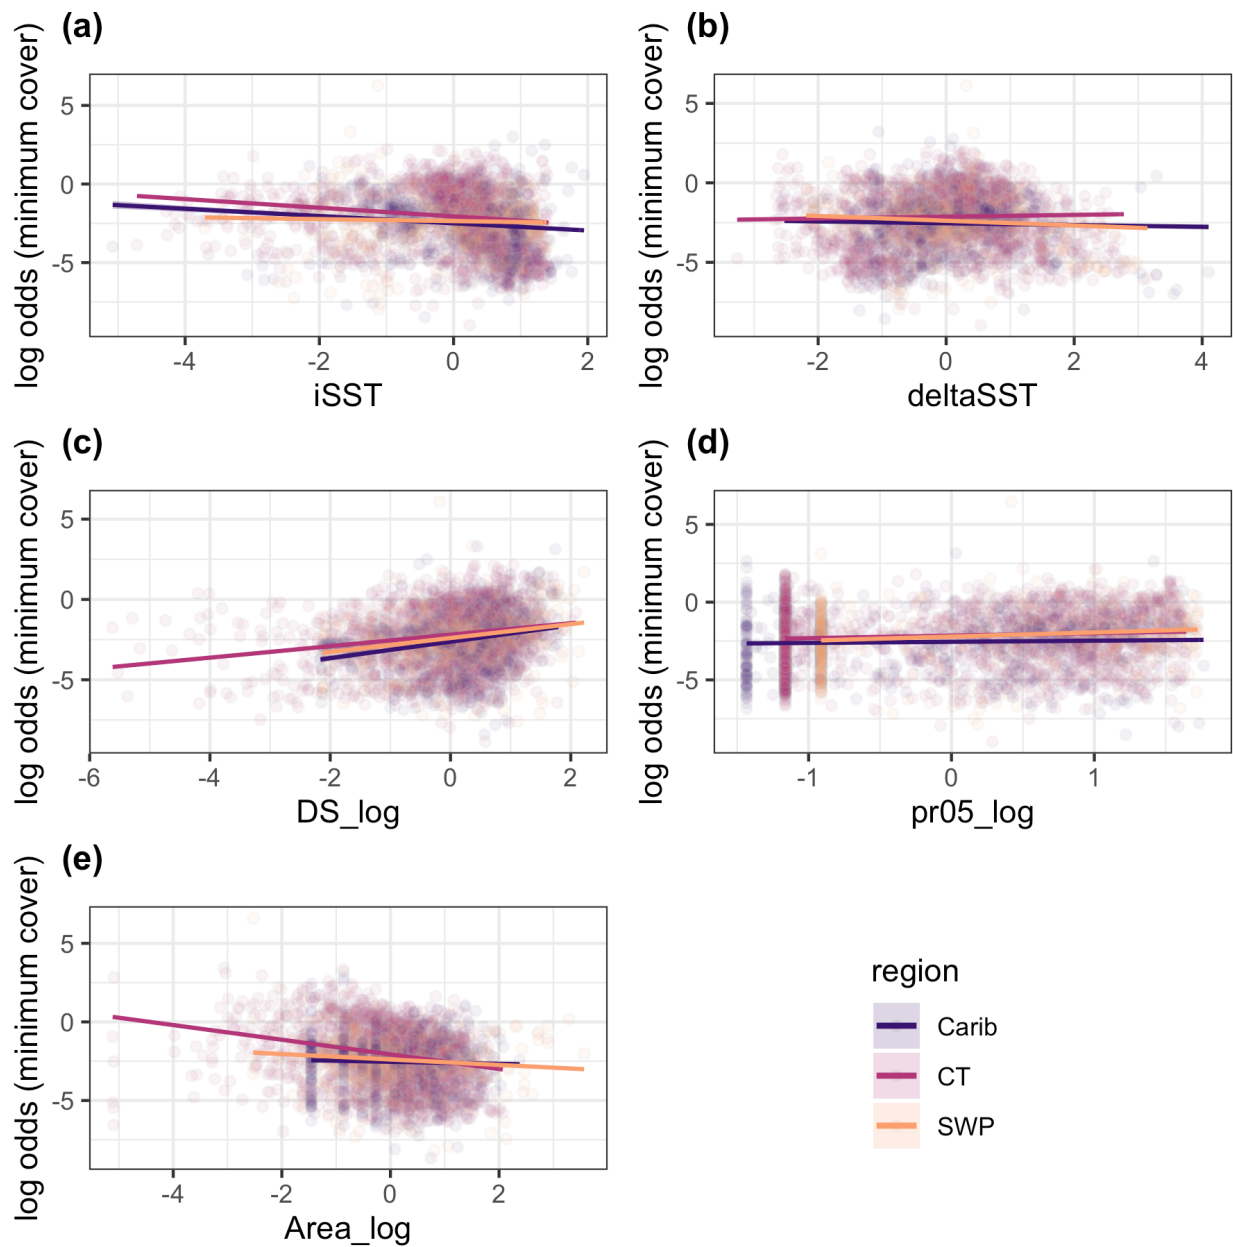 (a)
log odds (minimum cover)
5
0
-5
-4 -2 0 2
iSST
(b)
log odds (minimum cover)
5
0
-5
-2 0 2 4
deltaSST
(c)
log odds (minimum cover)
5
0
-5
-6 -4 -2 0 2
DS_log
(d)
log odds (minimum cover)
5
0
-5
-1 0 1
pr05_log
(e)
log odds (minimum cover)
5
0
-5
-4 -2 0 2
Area_log
region
Carib
CT
SWP